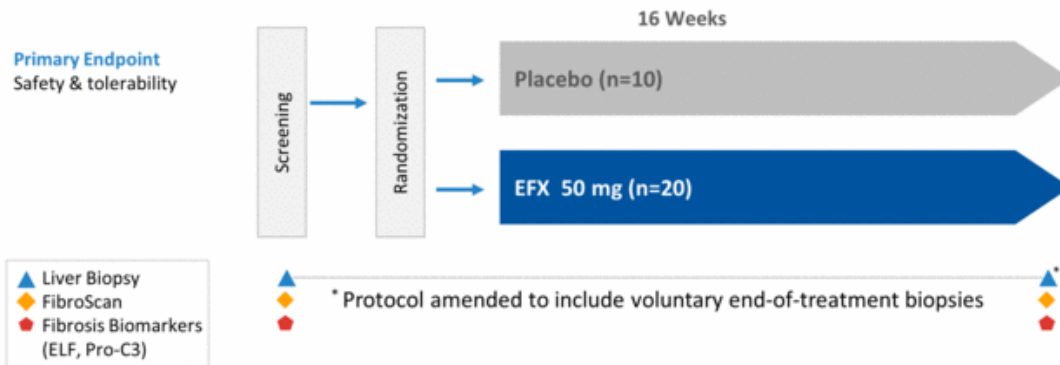 16 Weeks
Primary Endpoint
Safety & tolerability
Screening
Randomization
Placebo (n=10)
EFX 50 mg (n=20)
Liver Biopsy
FibroScan
Fibrosis Biomarkers
(ELF, Pro-C3)
*
* Protocol amended to include voluntary end-of-treatment biopsies